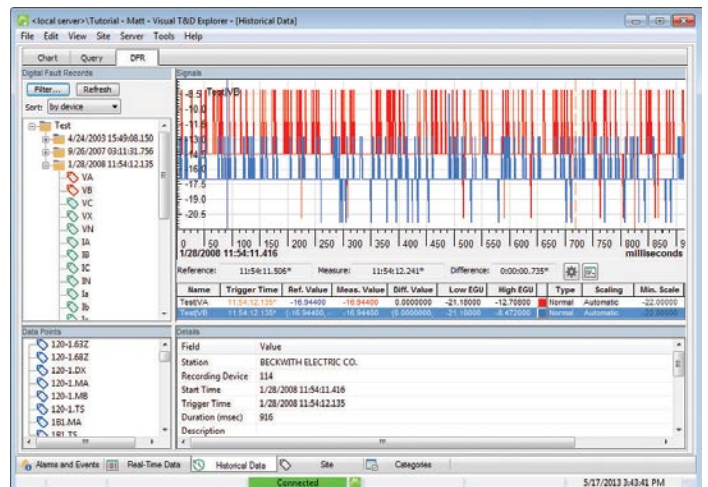 <local server>\Tutorial - Matt - Visual T&D Explorer - [Historical Data]
File Edit View Site Server Tools Help
Chart Query DFR
Digital Fault Records
Filter... Refresh
Sort: by device
Test
4/24/2003 15:49:08.150
9/26/2007 03:11:31.756
1/28/2008 11:54:12.135
VA
VB
VC
VX
VN
IA
IB
IC
IN
Ia
Ib
Signals
Test|VB
-8.5
-10.0
-13.0
-14.5
-16.0
-17.5
-19.0
-20.5
0 50 100 150 200 250 300 350 400 450 500 550 600 650 700 750 800 850 9
1/28/2008 11:54:11.416 milliseconds
Reference: 11:54:11.506* Measure: 11:54:12.241* Difference: 0:00:00.735*
Name Trigger Time Ref. Value Meas. Value Diff. Value Low EGU High EGU Type Scaling Min. Scale
Test|VA 11:54:12.135* -16.94400 -16.94400 0.0000000 -21.18000 -12.70800 Normal Automatic -22.00000
Test|VB 11:54:12.135* (-16.94400, -16.94400 (0.0000000, -21.18000 -8.472000 Normal Automatic -22.00000
Data Points
120-1.63Z
120-1.68Z
120-1.DX
120-1.MA
120-1.MB
120-1.TS
1B1.MA
1B1.TS
Details
Field Value
Station BECKWITH ELECTRIC CO.
Recording Device 114
Start Time 1/28/2008 11:54:11.416
Trigger Time 1/28/2008 11:54:12.135
Duration (msec) 916
Description
Alarms and Events Real-Time Data Historical Data Site Categories
Connected 5/17/2013 3:43:41 PM